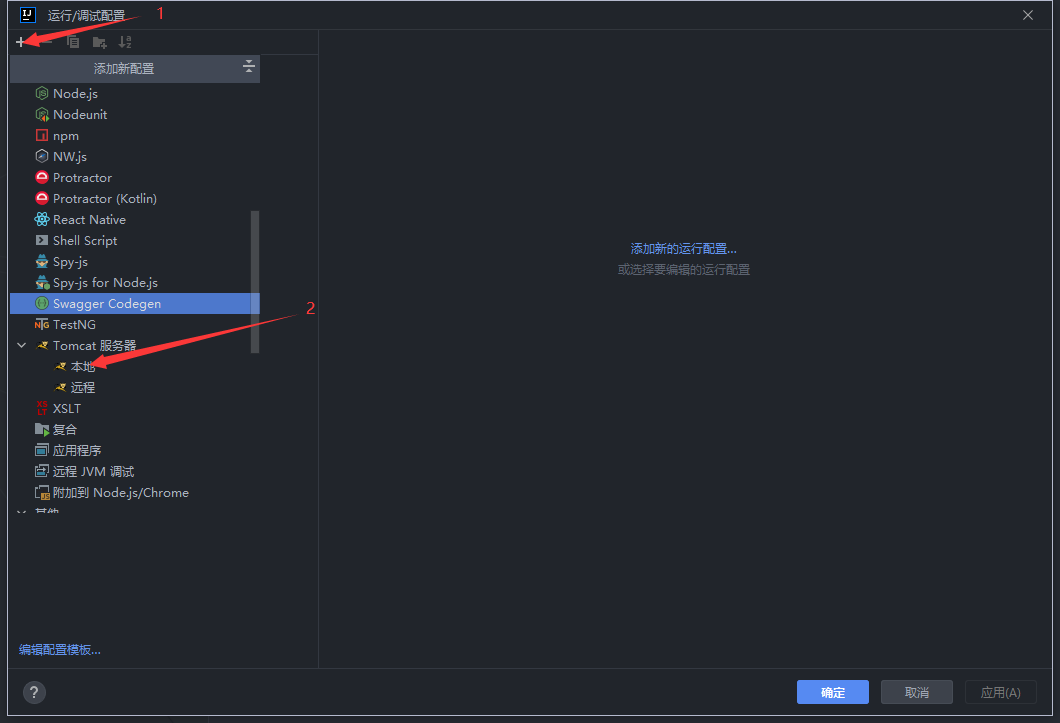 运行/调试配置
1
添加新配置
Node.js
Nodeunit
npm
NW.js
Protractor
Protractor (Kotlin)
React Native
Shell Script
Spy-js
Spy-js for Node.js
Swagger Codegen
TestNG
Tomcat 服务器
本地
远程
XSLT
复合
应用程序
远程 JVM 调试
附加到 Node.js/Chrome
其他
2
添加新的运行配置...
或选择要编辑的运行配置
编辑配置模板...
?
确定
取消
应用(A)